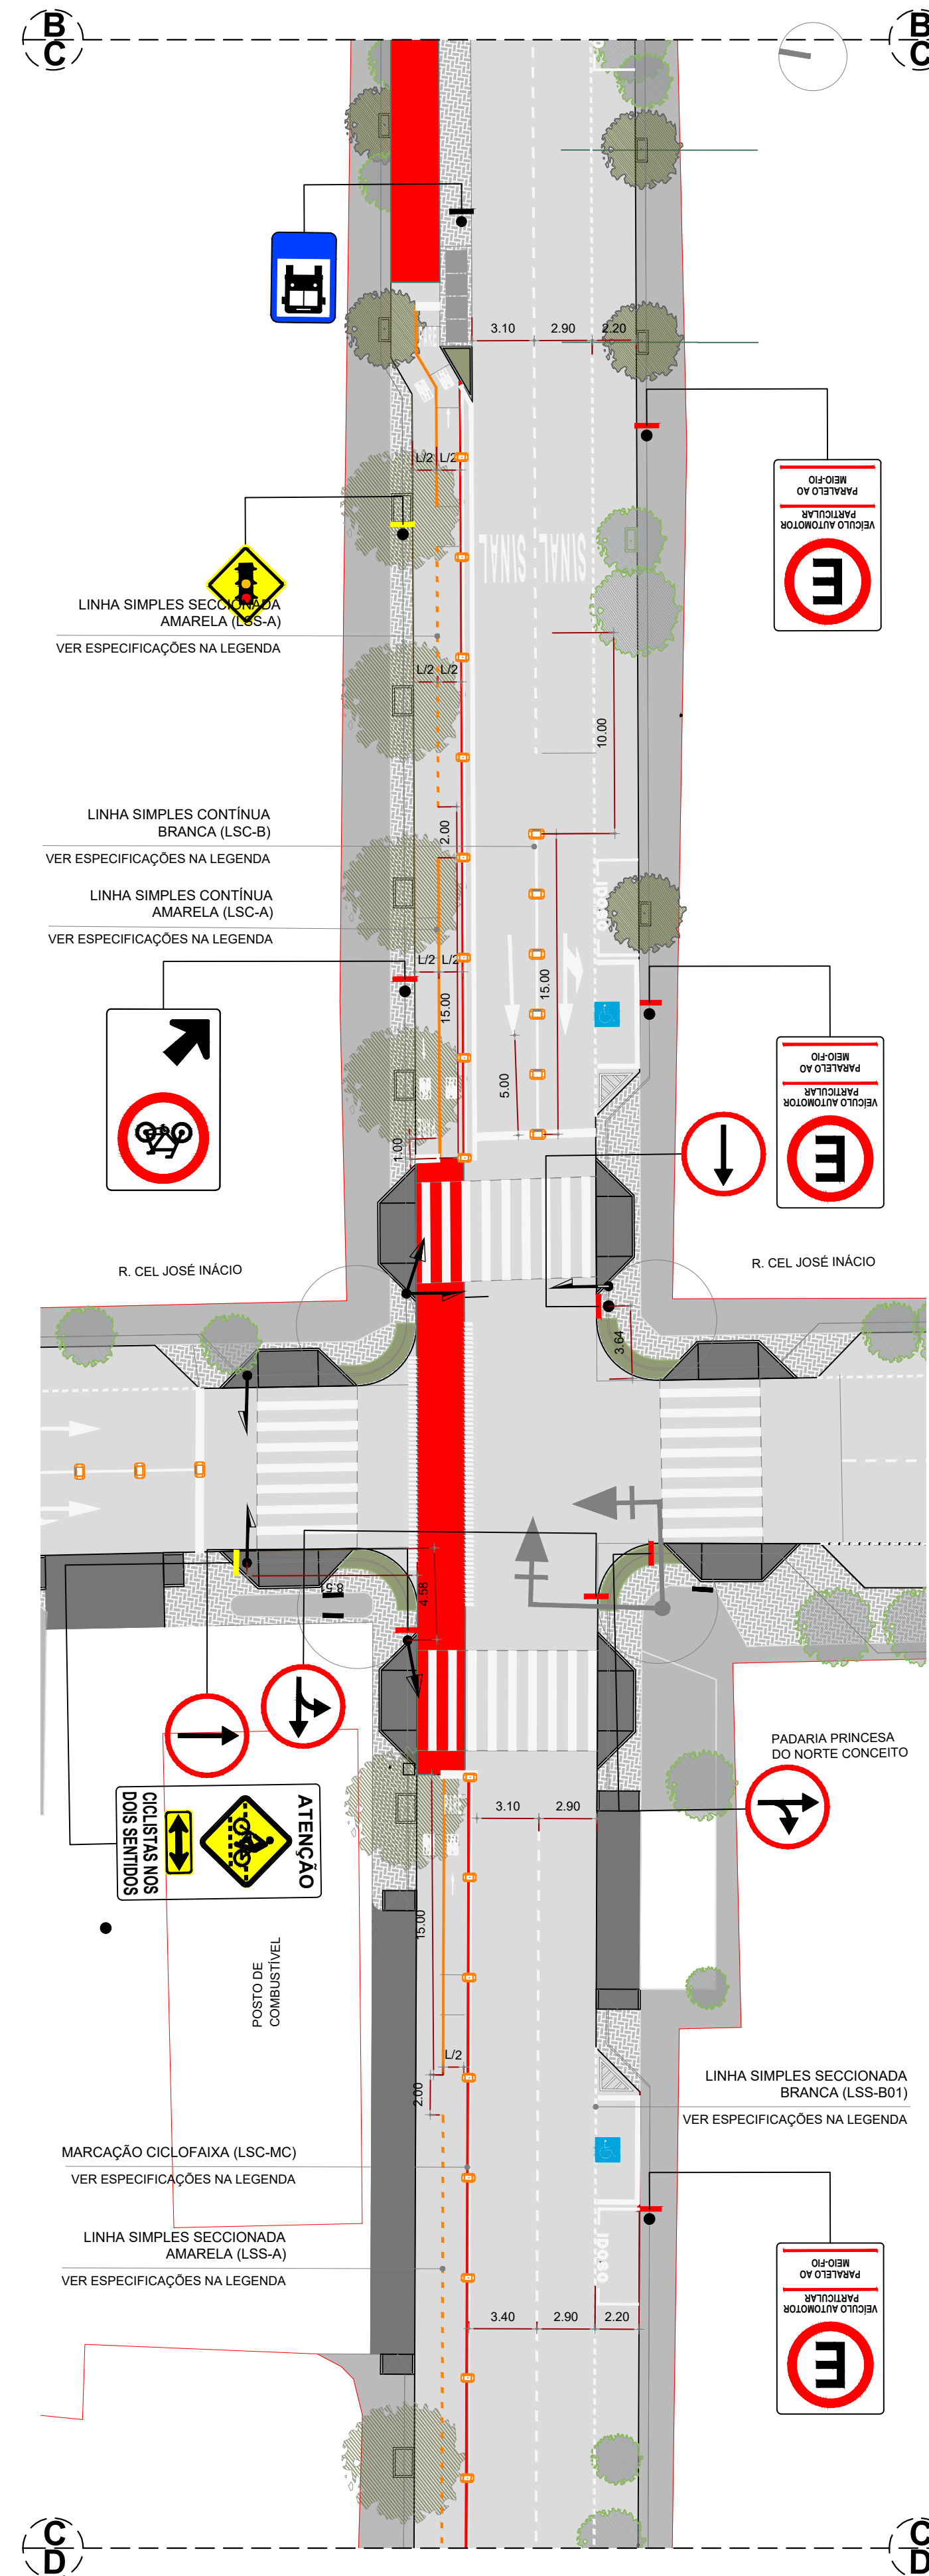 B
C
B
C
3.10
2.90
2.20
L/2
L/2
VEÍCULO AUTOMOTOR
PARTICULAR
PARALELO AO
MEIO-FIO
E
SINAL
SINAL
LINHA SIMPLES SECCIONADA
AMARELA (LSS-A)
VER ESPECIFICAÇÕES NA LEGENDA
L/2
L/2
10.00
LINHA SIMPLES CONTÍNUA
BRANCA (LSC-B)
VER ESPECIFICAÇÕES NA LEGENDA
2.00
LINHA SIMPLES CONTÍNUA
AMARELA (LSC-A)
VER ESPECIFICAÇÕES NA LEGENDA
IDOSO
L/2
L/2
15.00
15.00
5.00
VEÍCULO AUTOMOTOR
PARTICULAR
PARALELO AO
MEIO-FIO
E
1.00
R. CEL JOSÉ INÁCIO
R. CEL JOSÉ INÁCIO
3.64
4.58
PADARIA PRINCESA
DO NORTE CONCEITO
ATENÇÃO
CICLISTAS NOS
DOIS SENTIDOS
3.10
2.90
15.00
POSTO DE
COMBUSTÍVEL
L/2
2.00
LINHA SIMPLES SECCIONADA
BRANCA (LSS-B01)
VER ESPECIFICAÇÕES NA LEGENDA
MARCAÇÃO CICLOFAIXA (LSC-MC)
VER ESPECIFICAÇÕES NA LEGENDA
LINHA SIMPLES SECCIONADA
AMARELA (LSS-A)
VER ESPECIFICAÇÕES NA LEGENDA
IDOSO
3.40
2.90
2.20
VEÍCULO AUTOMOTOR
PARTICULAR
PARALELO AO
MEIO-FIO
E
C
D
C
D